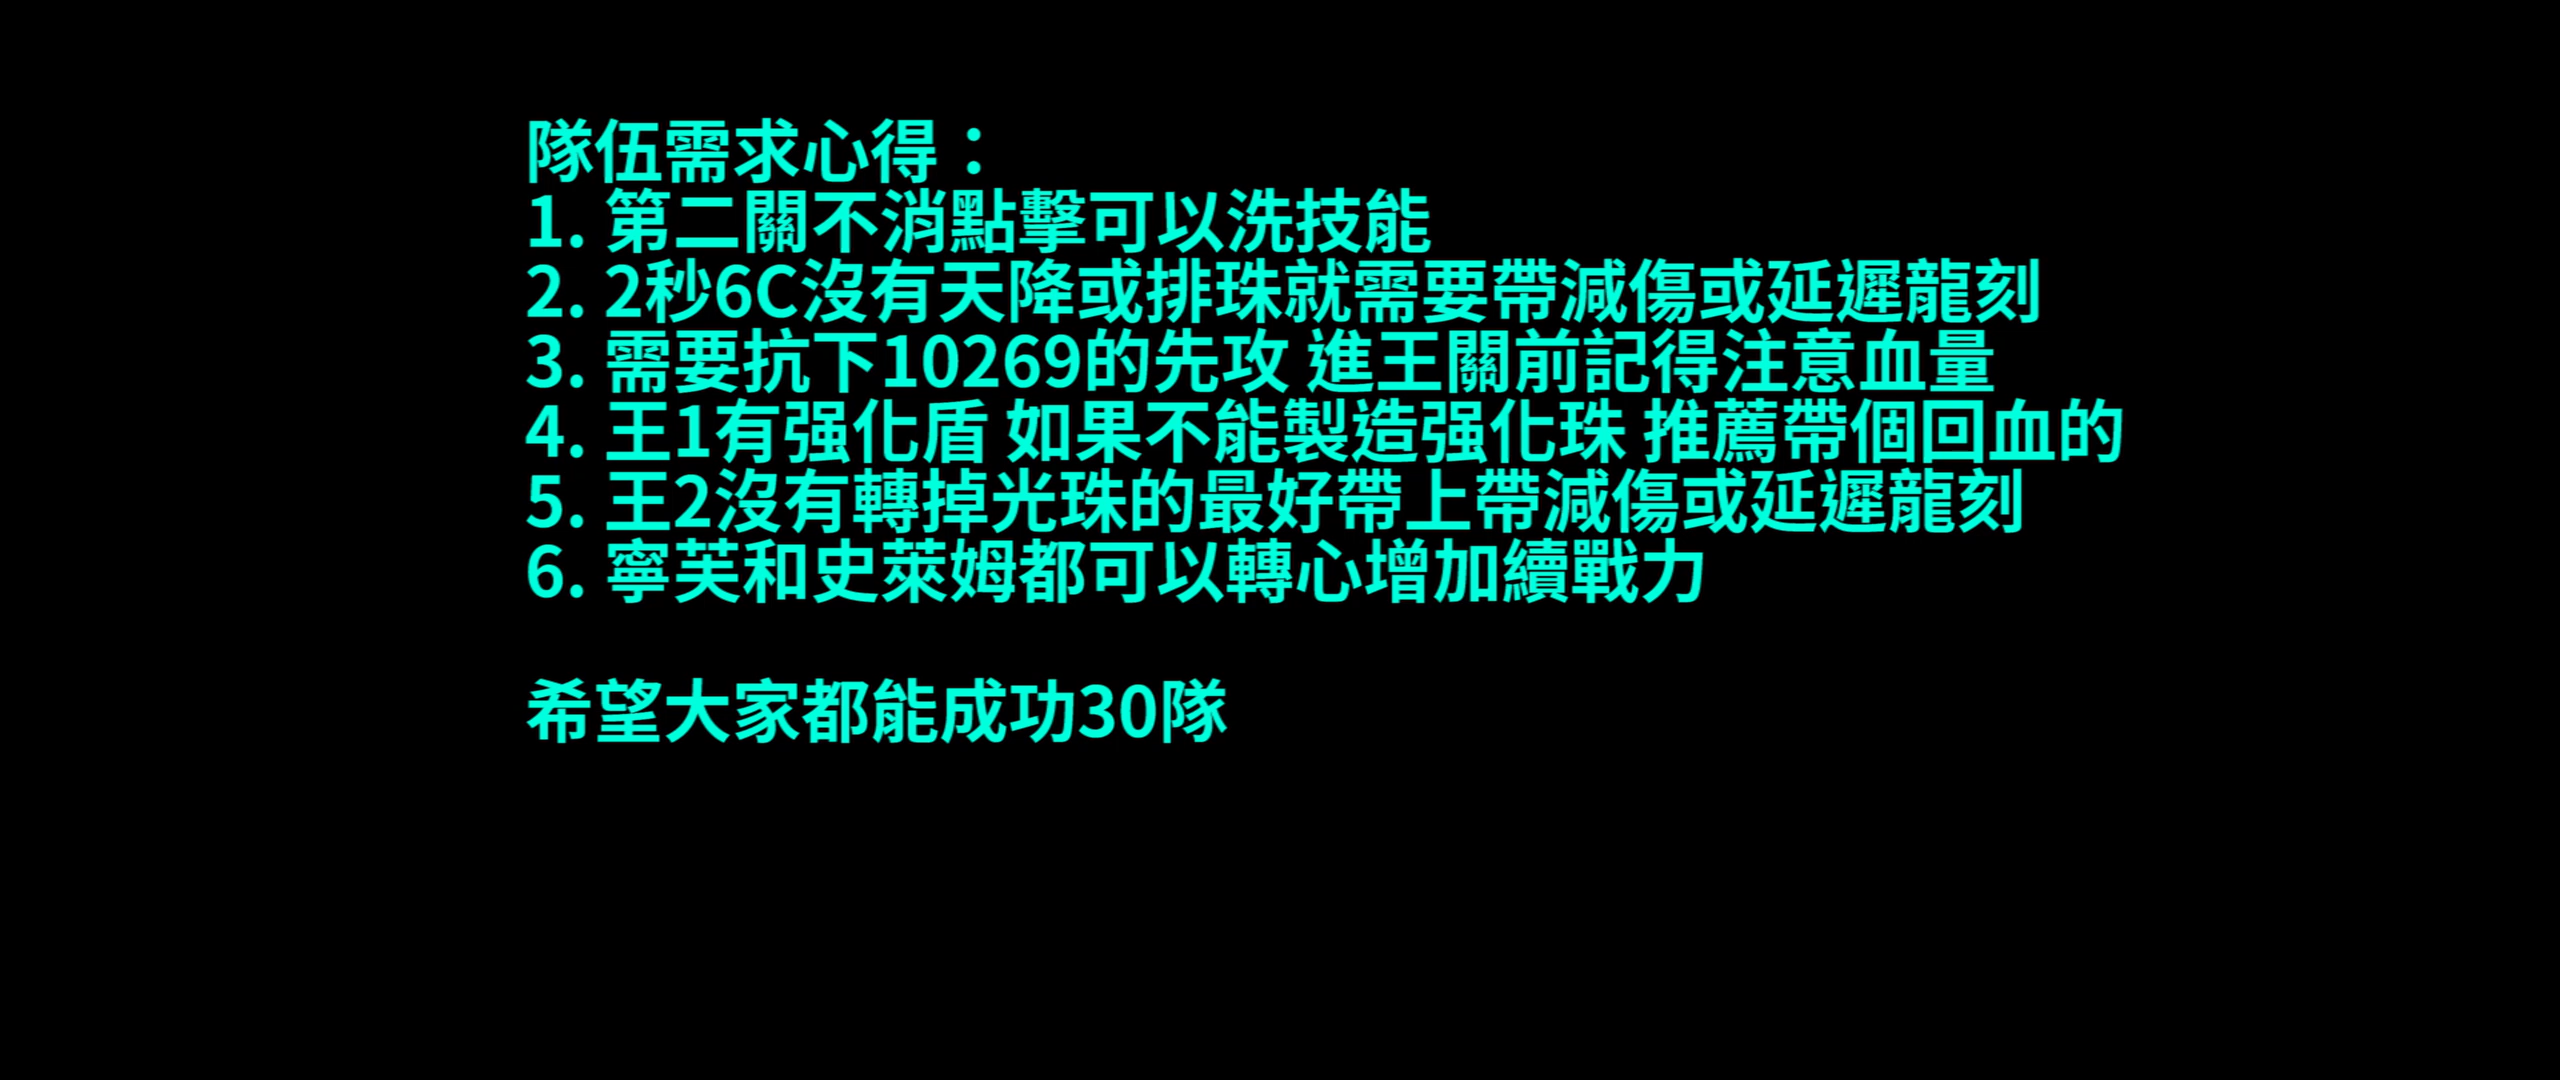 隊伍需求心得：
1. 第二關不消點擊可以洗技能
2. 2秒6C沒有天降或排珠就需要帶減傷或延遲龍刻
3. 需要抗下10269的先攻 進王關前記得注意血量
4. 王1有强化盾 如果不能製造强化珠 推薦帶個回血的
5. 王2沒有轉掉光珠的最好帶上帶減傷或延遲龍刻
6. 寧芙和史萊姆都可以轉心增加續戰力
希望大家都能成功30隊